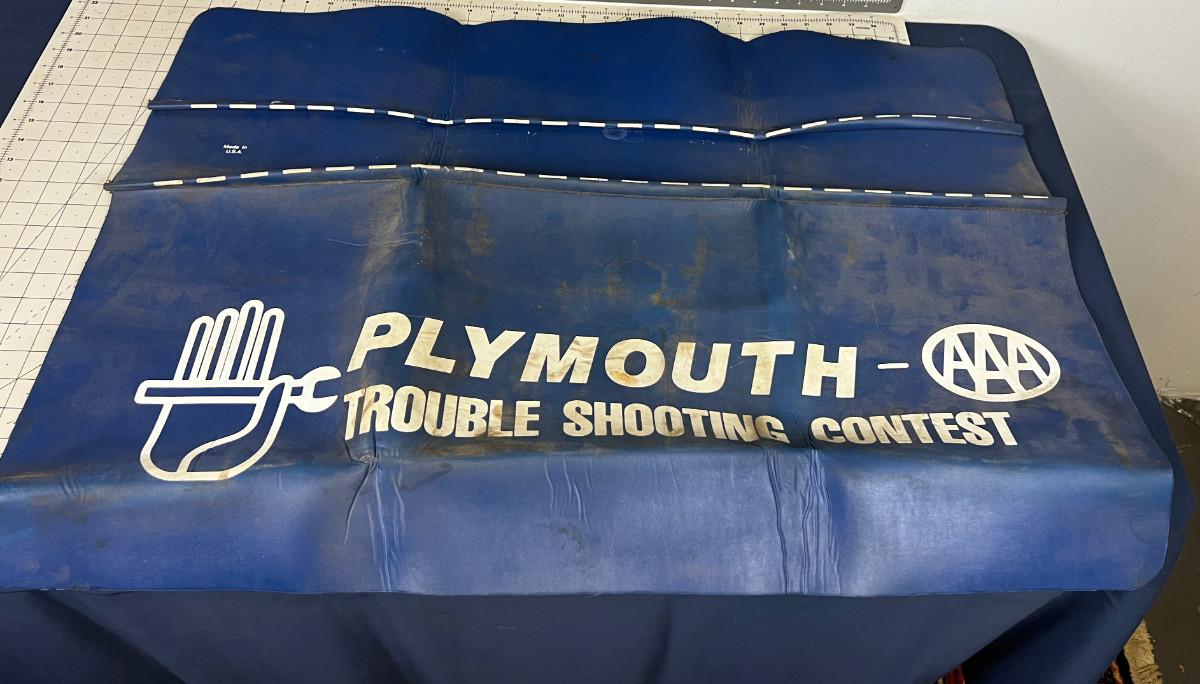 Made in
U.S.A.
PLYMOUTH – AAA
TROUBLE SHOOTING CONTEST